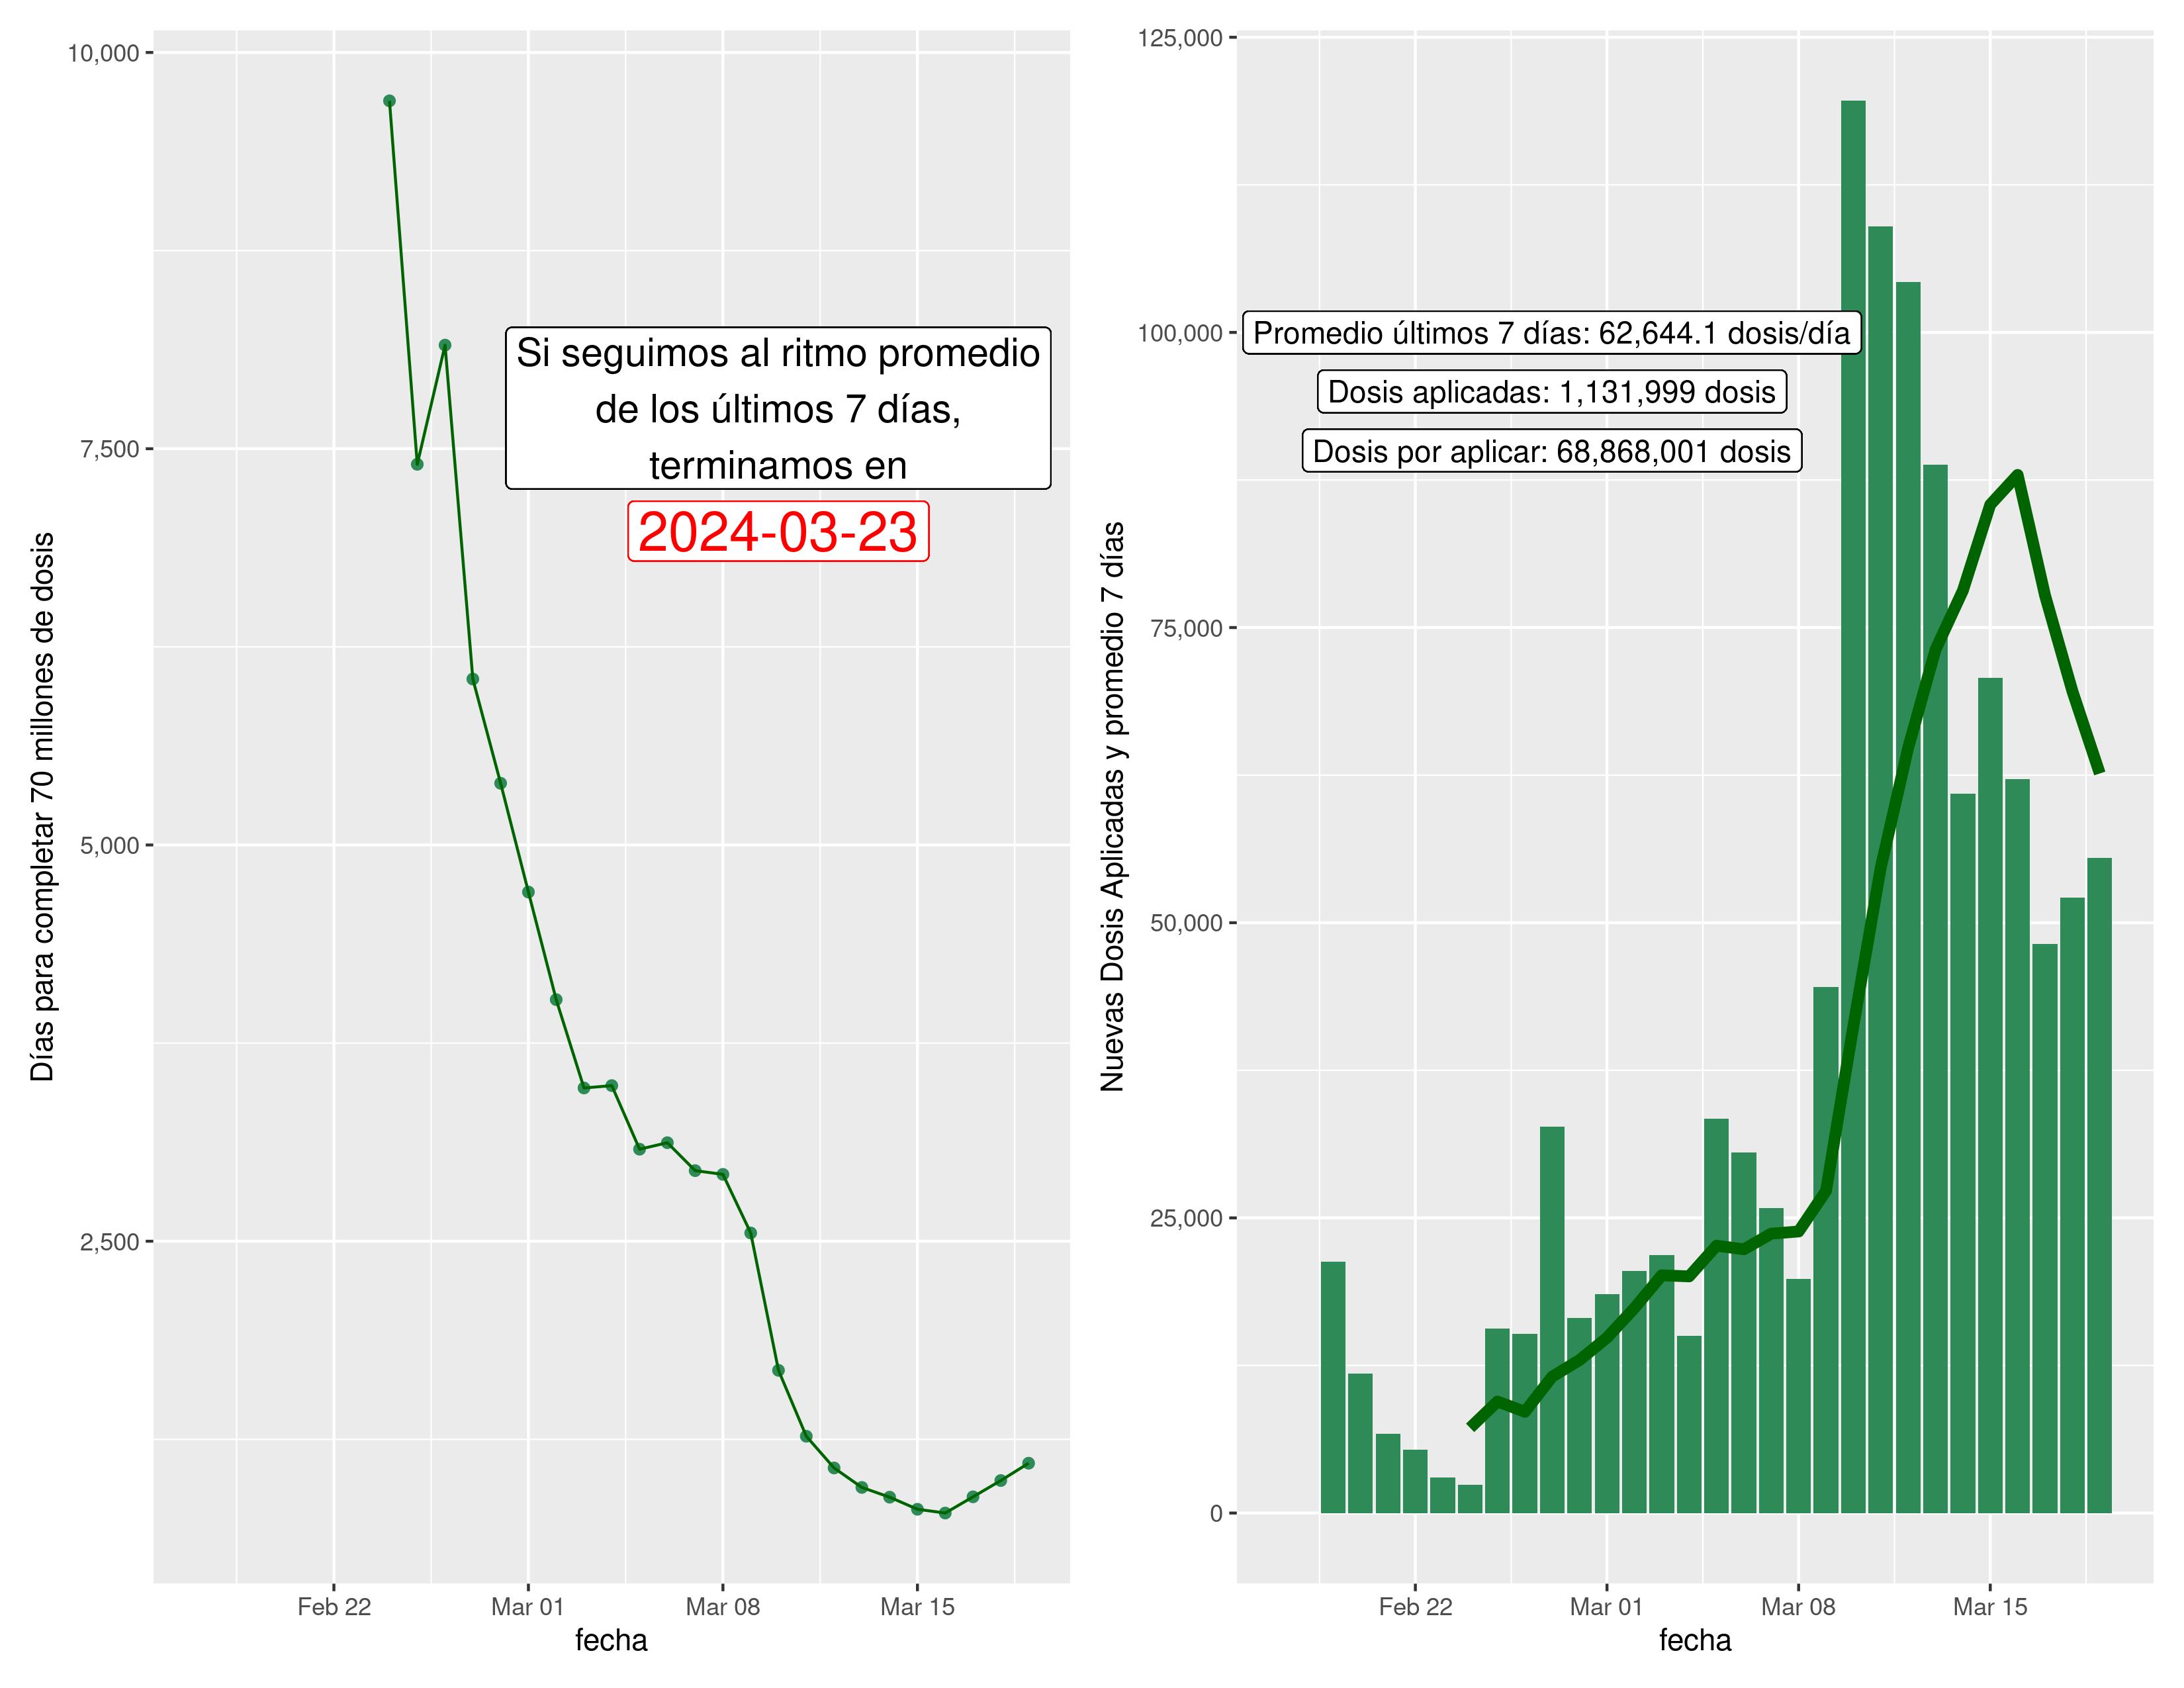 Días para completar 70 millones de dosis
10,000
7,500
5,000
2,500
Si seguimos al ritmo promedio
de los últimos 7 días,
terminamos en
2024-03-23
Feb 22
Mar 01
Mar 08
Mar 15
fecha
Nuevas Dosis Aplicadas y promedio 7 días
125,000
100,000
75,000
50,000
25,000
0
Promedio últimos 7 días: 62,644.1 dosis/día
Dosis aplicadas: 1,131,999 dosis
Dosis por aplicar: 68,868,001 dosis
Feb 22
Mar 01
Mar 08
Mar 15
fecha